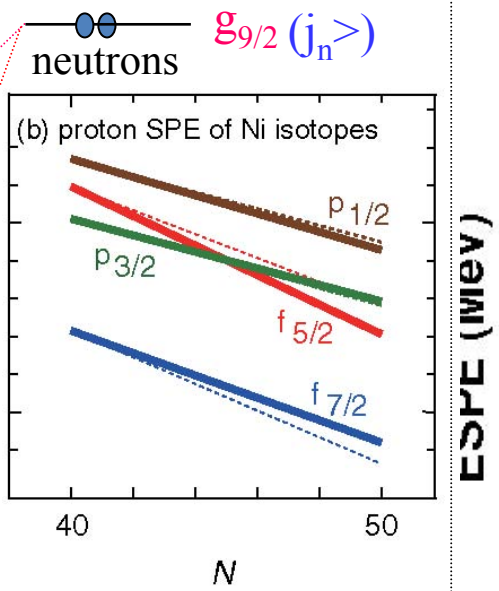 g9/2 (jn>)
neutrons
(b) proton SPE of Ni isotopes
p1/2
p3/2
f5/2
f7/2
40
50
N
ESPE (MeV)